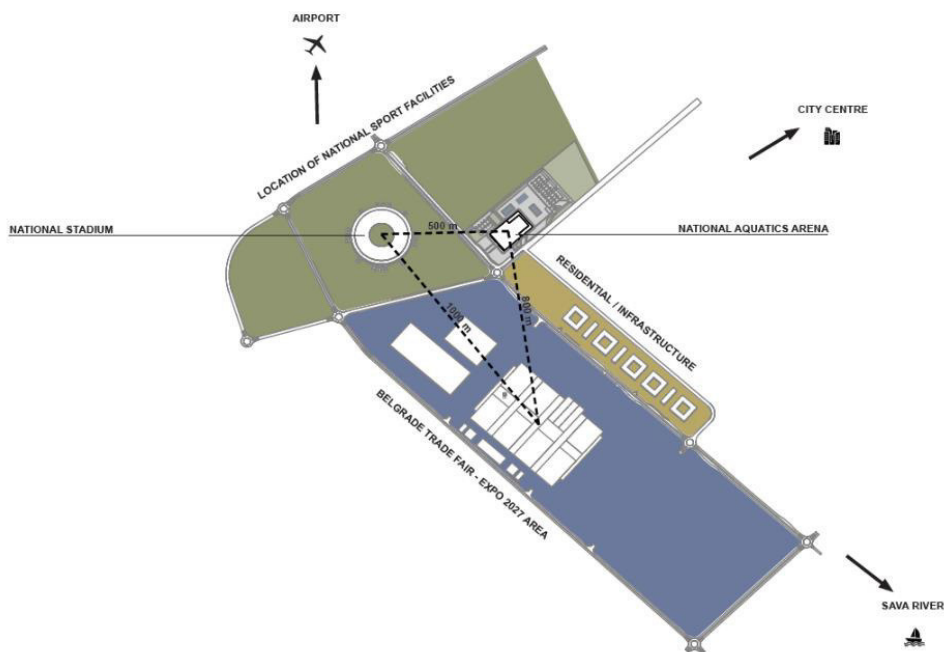 AIRPORT
CITY CENTRE
LOCATION OF NATIONAL SPORT FACILITIES
NATIONAL STADIUM
500 m
NATIONAL AQUATICS ARENA
RESIDENTIAL / INFRASTRUCTURE
1000 m
800 m
BELGRADE TRADE FAIR - EXPO 2027 AREA
SAVA RIVER